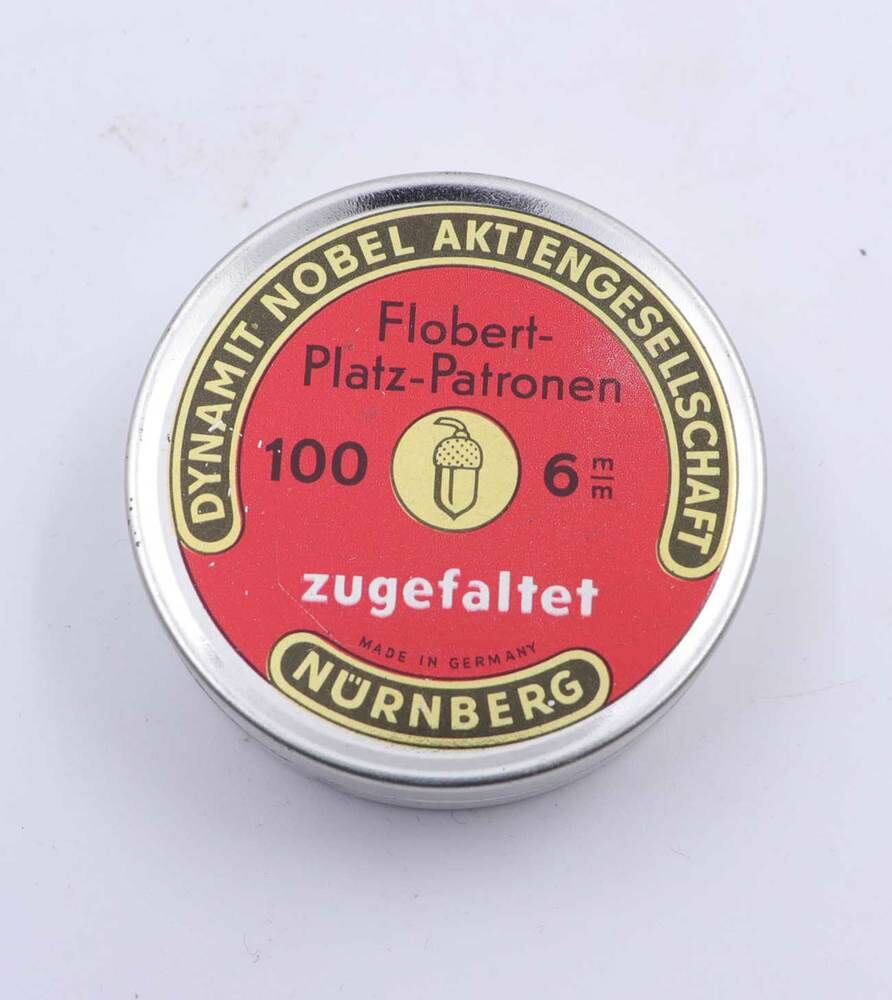 DYNAMIT NOBEL AKTIENGESELLSCHAFT
Flobert-
Platz-Patronen
100 6 m/m
zugefaltet
MADE IN GERMANY
NÜRNBERG